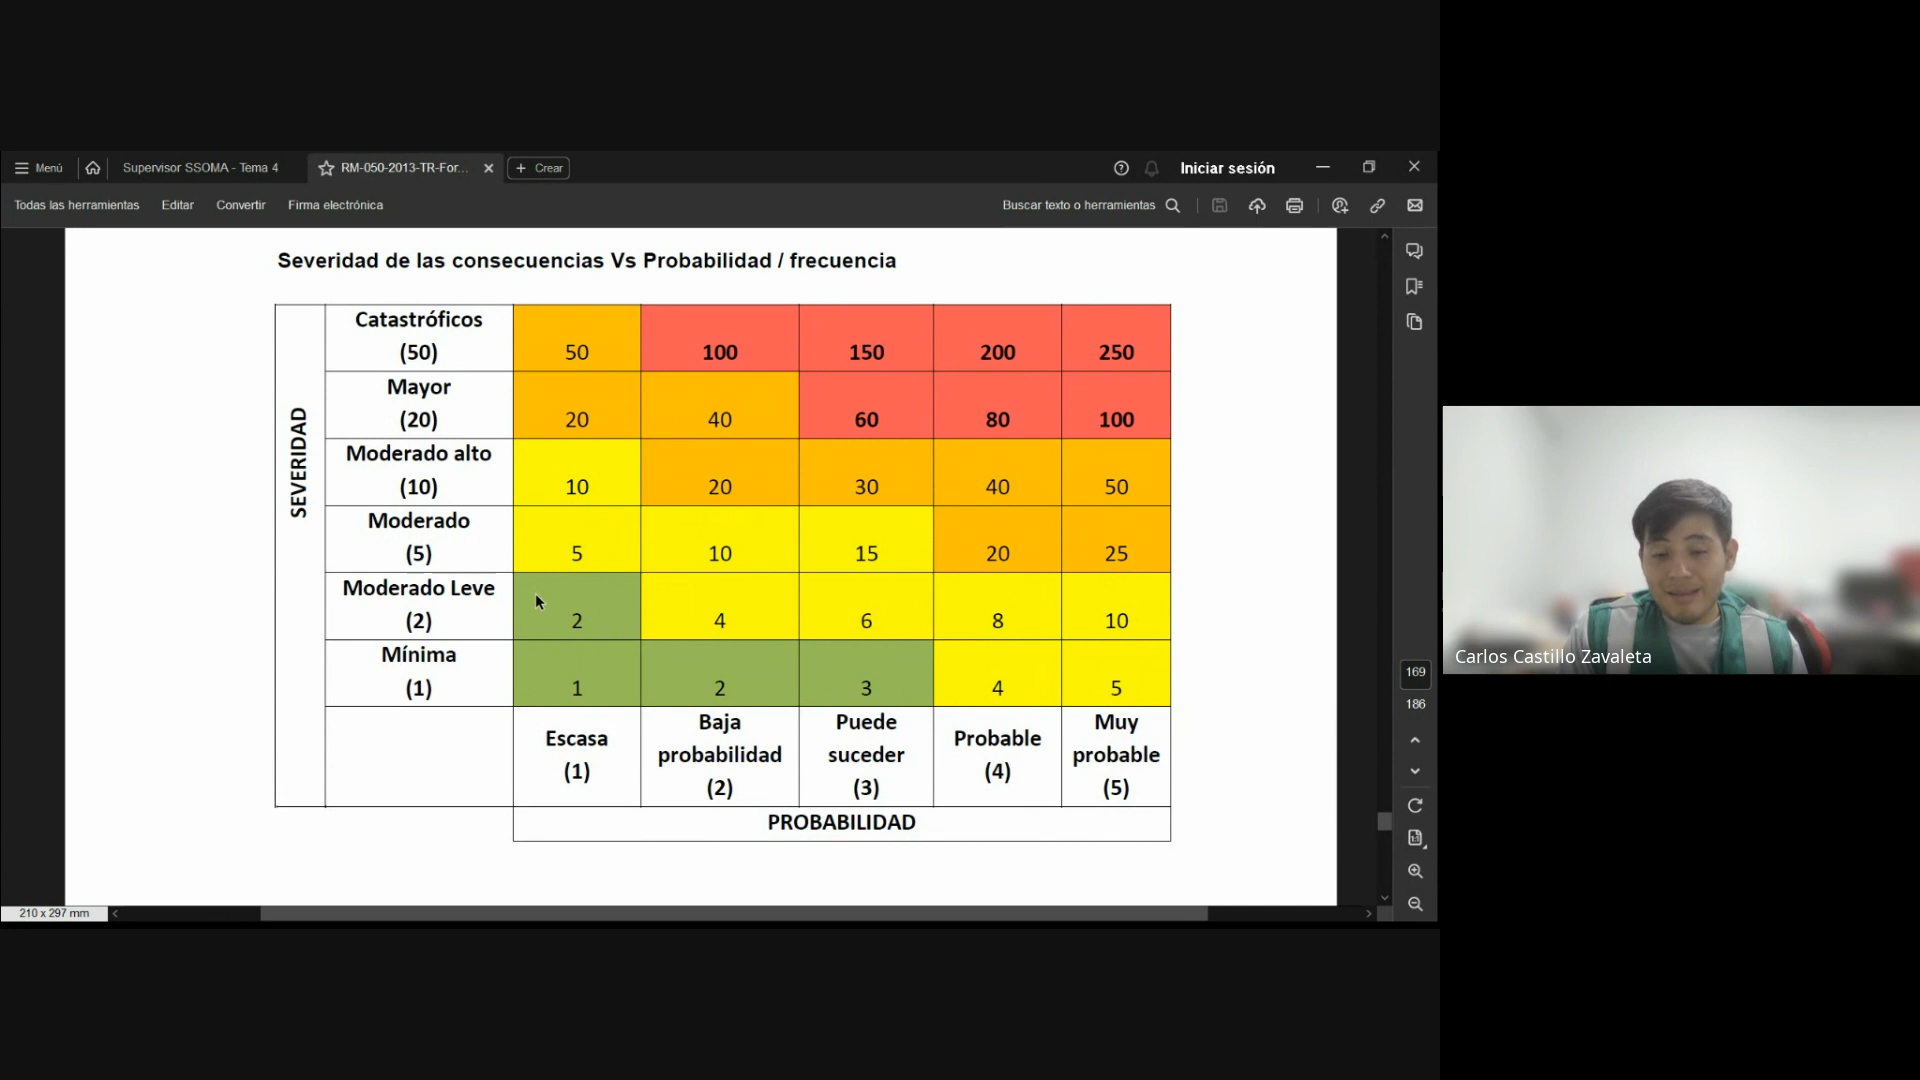 Menú
Supervisor SSOMA - Tema 4
RM-050-2013-TR-For...
Crear
Iniciar sesión
Todas las herramientas
Editar
Convertir
Firma electrónica
Buscar texto o herramientas
Severidad de las consecuencias Vs Probabilidad / frecuencia
SEVERIDAD
Catastróficos
(50)
50
100
150
200
250
Mayor
(20)
20
40
60
80
100
Moderado alto
(10)
10
20
30
40
50
Moderado
(5)
5
10
15
20
25
Moderado Leve
(2)
2
4
6
8
10
Mínima
(1)
1
2
3
4
5
Escasa
(1)
Baja
probabilidad
(2)
Puede
suceder
(3)
Probable
(4)
Muy
probable
(5)
PROBABILIDAD
169
186
210 x 297 mm
Carlos Castillo Zavaleta